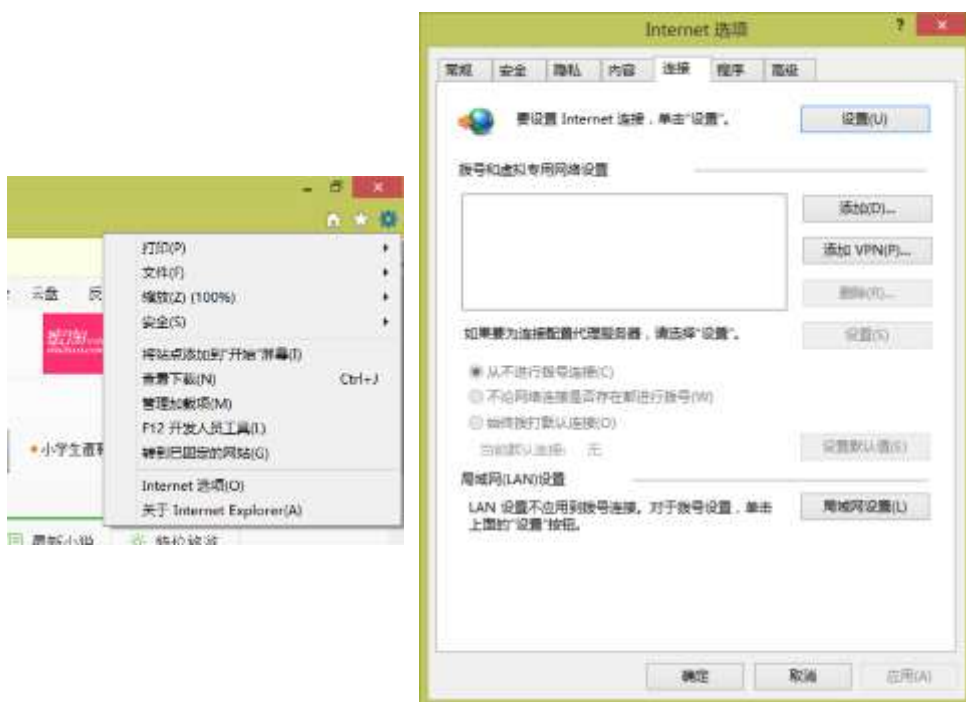 打印(P)
文件(F)
缩放(Z) (100%)
安全(S)
将站点添加到"开始"屏幕(I)
查看下载(N) Ctrl+J
管理加载项(M)
F12 开发人员工具(L)
转到已固定的网站(G)
Internet 选项(O)
关于 Internet Explorer(A)
云盘 反
•小学生画
最新小说 特价旅游
Internet 选项
常规 安全 隐私 内容 连接 程序 高级
要设置 Internet 连接，单击"设置"。 设置(U)
拨号和虚拟专用网络设置
添加(D)...
添加 VPN(P)...
删除(R)...
如果要为连接配置代理服务器，请选择"设置"。 设置(S)
从不进行拨号连接(C)
不论网络连接是否存在都进行拨号(W)
始终拨打默认连接(O)
当前默认连接: 无 设置默认值(E)
局域网(LAN)设置
LAN 设置不应用到拨号连接。对于拨号设置，单击 局域网设置(L)
上面的"设置"按钮。
确定 取消 应用(A)